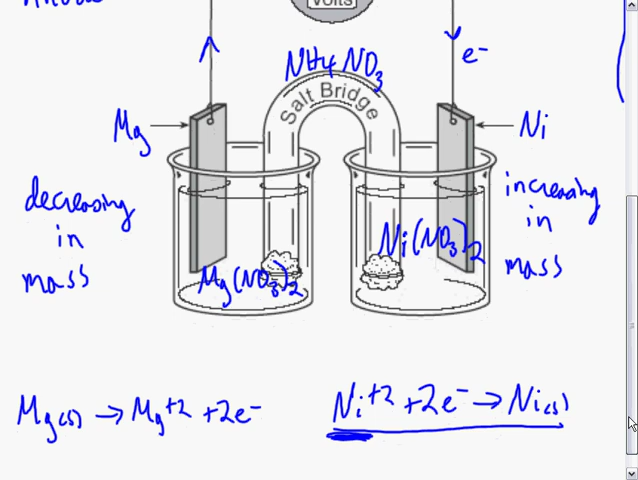 Volts
e-
NH4NO3
Salt Bridge
Mg
Ni
decreasing
in
mass
increasing
in
mass
Mg(NO3)2
Ni(NO3)2
Mg(s) → Mg+2 + 2e-
Ni+2 + 2e- → Ni(s)